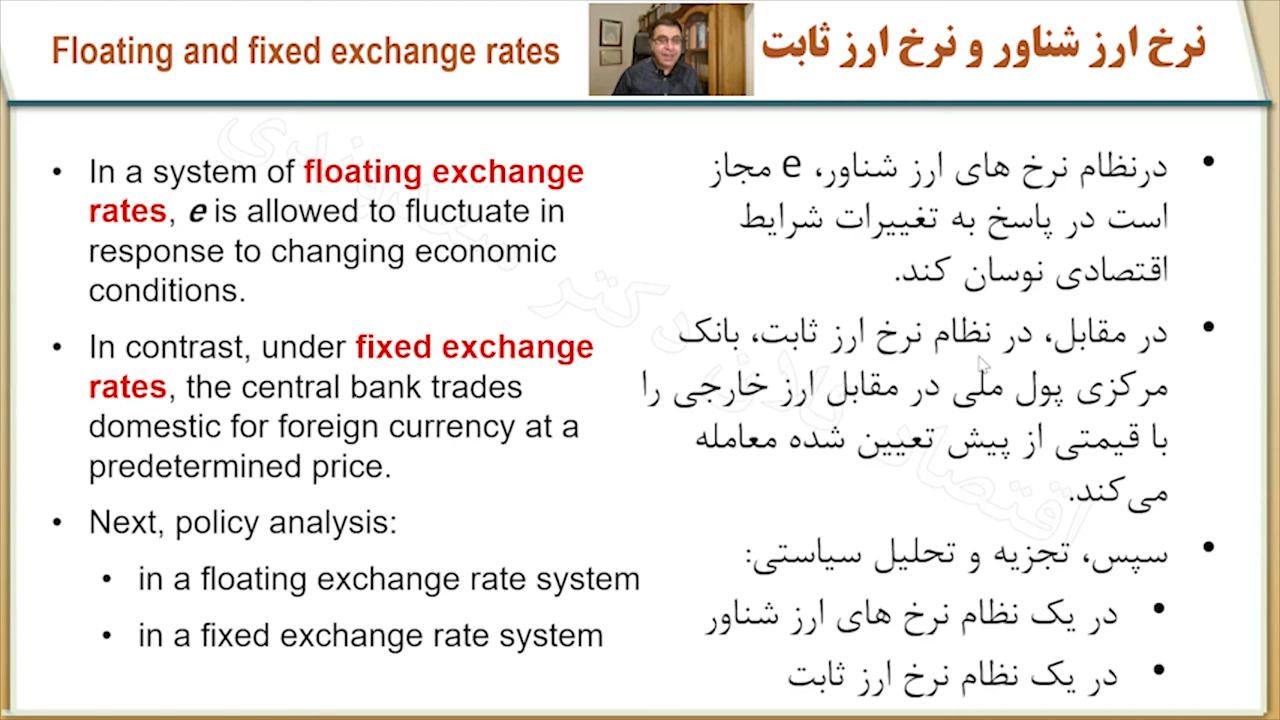 Floating and fixed exchange rates
نرخ ارز شناور و نرخ ارز ثابت
• In a system of floating exchange
rates, e is allowed to fluctuate in
response to changing economic
conditions.
• In contrast, under fixed exchange
rates, the central bank trades
domestic for foreign currency at a
predetermined price.
• Next, policy analysis:
• in a floating exchange rate system
• in a fixed exchange rate system
• درنظام نرخ های ارز شناور، e مجاز
است در پاسخ به تغییرات شرایط
اقتصادی نوسان کند.
• در مقابل، در نظام نرخ ارز ثابت، بانک
مرکزی پول ملی در مقابل ارز خارجی را
با قیمتی از پیش تعیین شده معامله
می‌کند.
• سپس، تجزیه و تحلیل سیاستی:
• در یک نظام نرخ های ارز شناور
• در یک نظام نرخ ارز ثابت
اقتصاد کلان دکتر